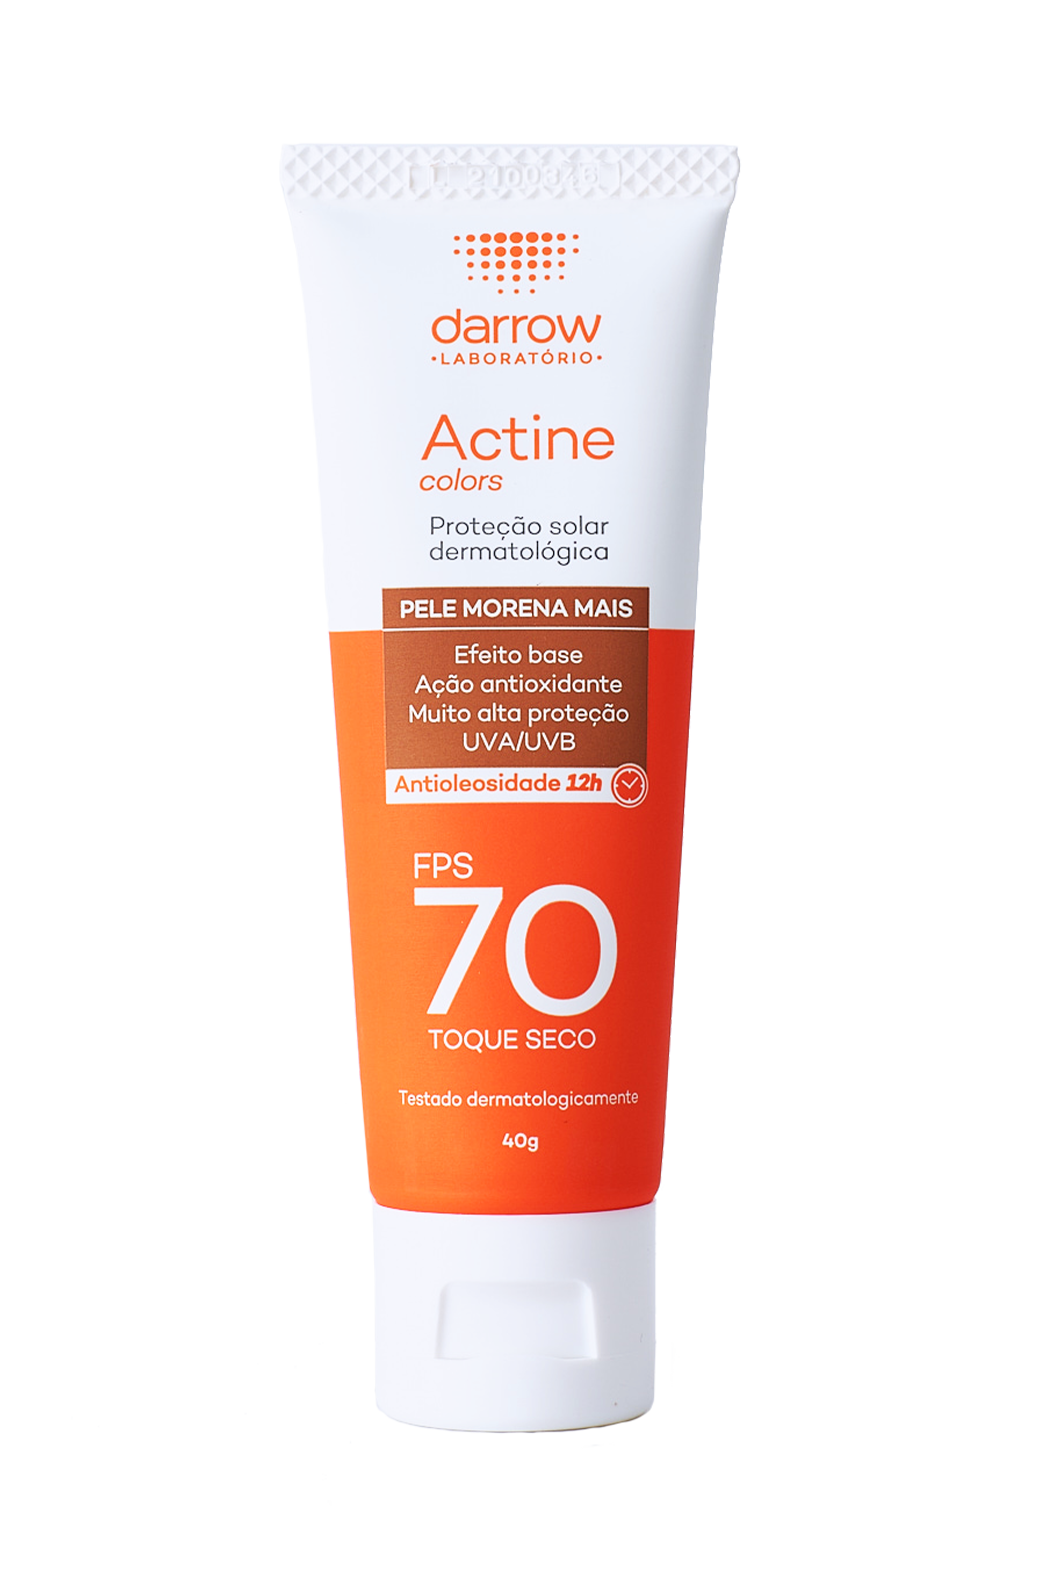 L 2100346
darrow
•LABORATÓRIO•
Actine
colors
Proteção solar
dermatológica
PELE MORENA MAIS
Efeito base
Ação antioxidante
Muito alta proteção
UVA/UVB
Antioleosidade 12h
FPS
70
TOQUE SECO
Testado dermatologicamente
40g